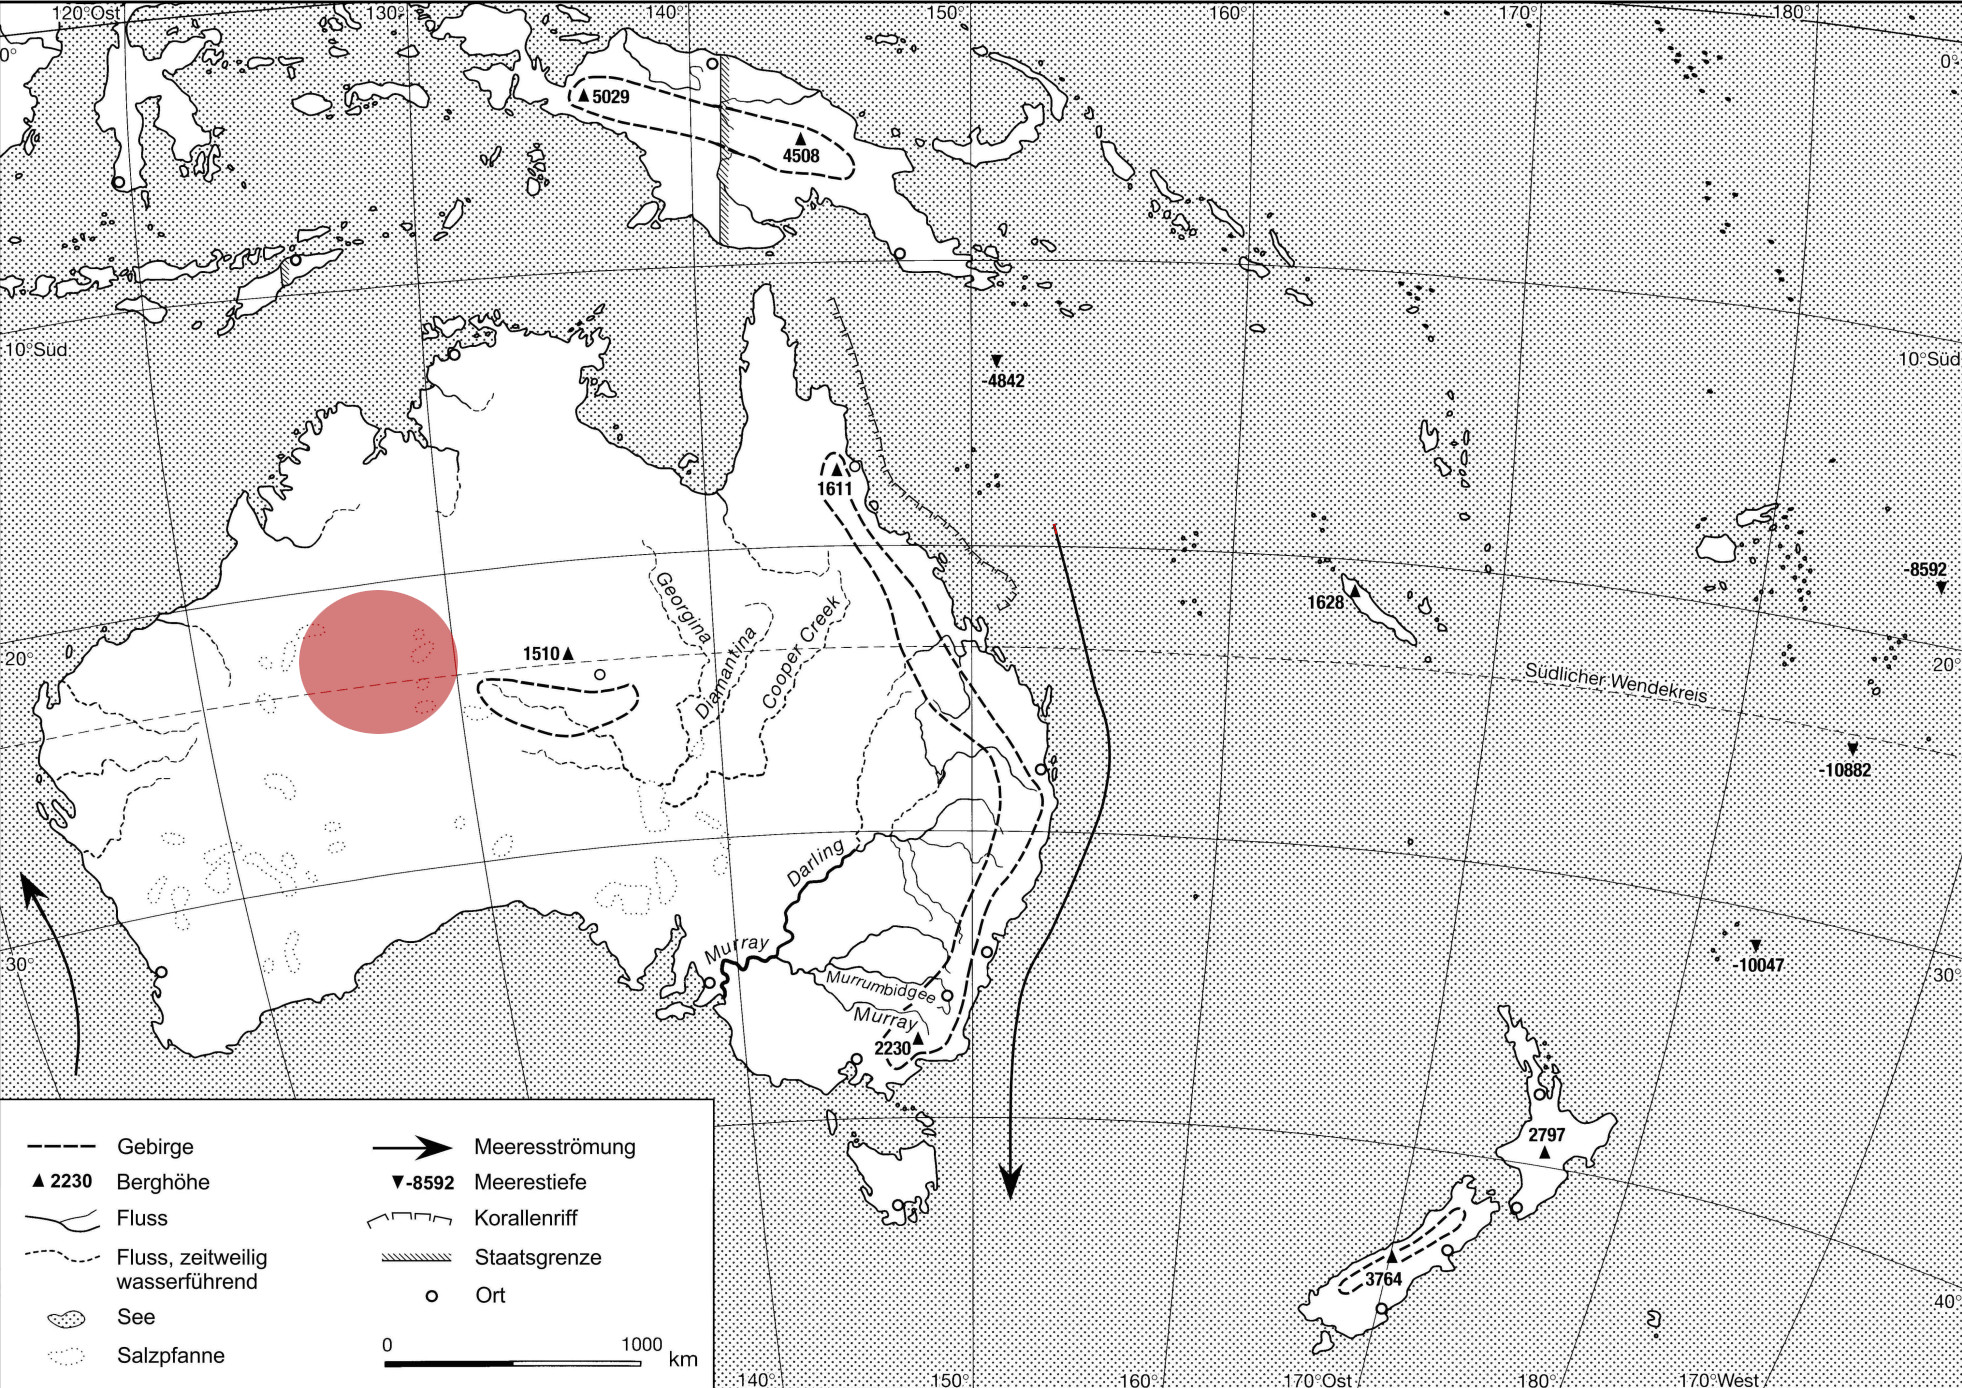 120°Ost
130°
140°
150°
160°
170°
180°
0°
0°
5029
4508
10°Süd
10°Süd
-4842
1611
-8592
1628
Georgina
Diamantina
Cooper Creek
1510
20°
20°
Südlicher Wendekreis
-10882
Darling
Murray
Murrumbidgee
Murray
2230
30°
30°
-10047
2797
3764
40°
Gebirge
2230 Berghöhe
Fluss
Fluss, zeitweilig
wasserführend
See
Salzpfanne
Meeresströmung
-8592 Meerestiefe
Korallenriff
Staatsgrenze
Ort
0 1000 km
140°
150°
160°
170°Ost
180°
170°West